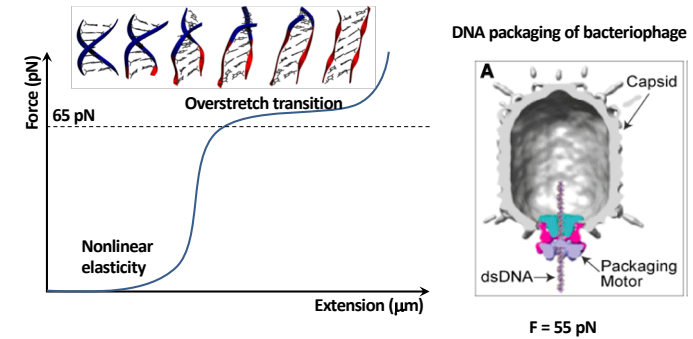 Force (pN)
Overstretch transition
65 pN
Nonlinear
elasticity
Extension (μm)
DNA packaging of bacteriophage
A
Capsid
dsDNA
Packaging
Motor
F = 55 pN